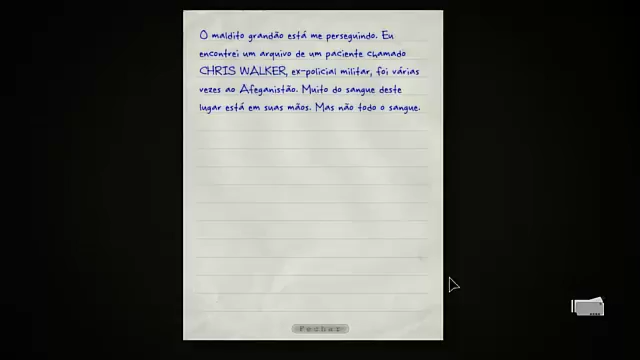 O maldito grandão está me perseguindo. Eu
encontrei um arquivo de um paciente chamado
CHRIS WALKER, ex-policial militar, foi várias
vezes ao Afeganistão. Muito do sangue deste
lugar está em suas mãos. Mas não todo o sangue.
Fechar